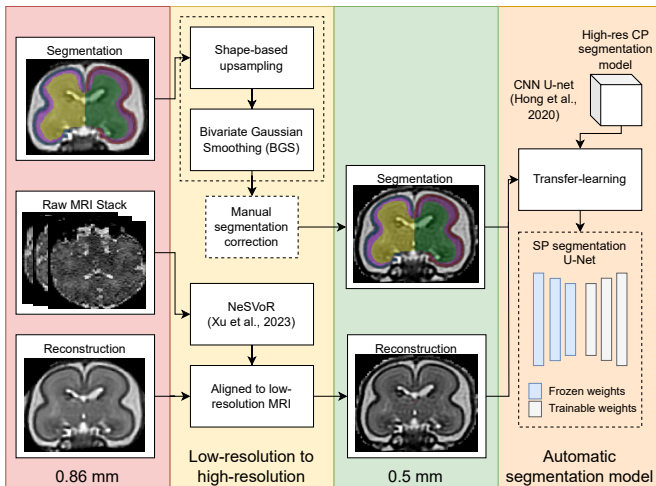 Segmentation
Raw MRI Stack
Reconstruction
0.86 mm
Shape-based
upsampling
Bivariate Gaussian
Smoothing (BGS)
Manual
segmentation
correction
NeSVoR
(Xu et al., 2023)
Aligned to low-
resolution MRI
Low-resolution to
high-resolution
Segmentation
Reconstruction
0.5 mm
High-res CP
segmentation
model
CNN U-net
(Hong et al.,
2020)
Transfer-learning
SP segmentation
U-Net
Frozen weights
Trainable weights
Automatic
segmentation model